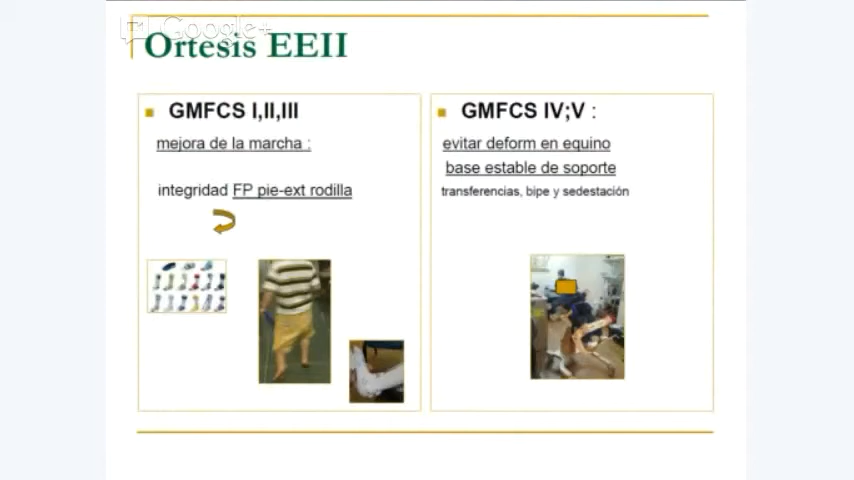 Google+
Ortesis EEII
GMFCS I,II,III
mejora de la marcha :
integridad FP pie-ext rodilla
GMFCS IV;V :
evitar deform en equino
base estable de soporte
transferencias, bipe y sedestación